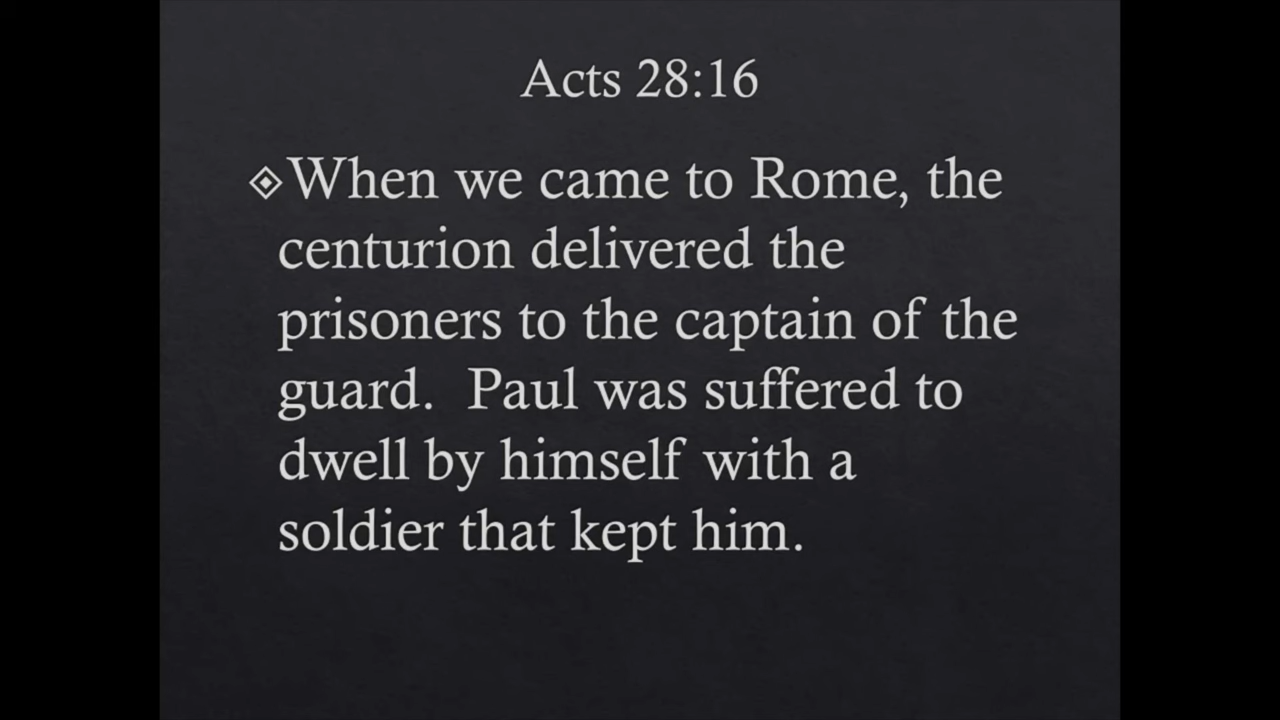 Acts 28:16
When we came to Rome, the
centurion delivered the
prisoners to the captain of the
guard.  Paul was suffered to
dwell by himself with a
soldier that kept him.